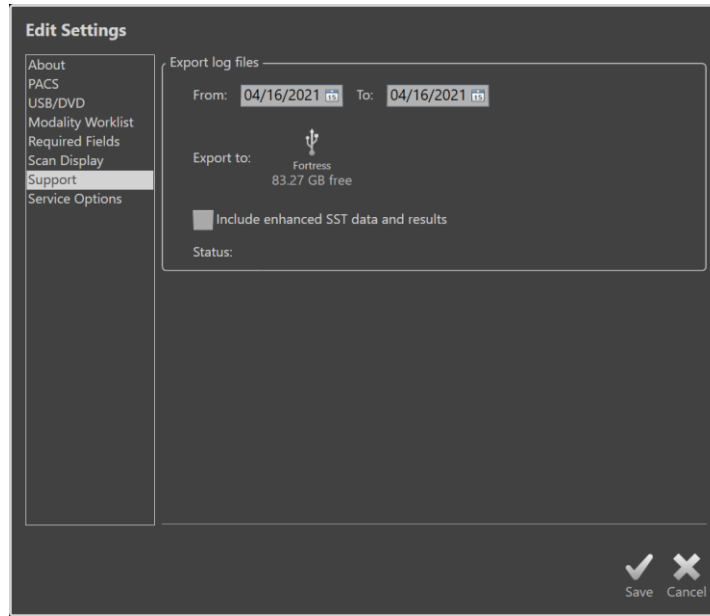 Edit Settings
About
PACS
USB/DVD
Modality Worklist
Required Fields
Scan Display
Support
Service Options
Export log files
From: 04/16/2021 15 To: 04/16/2021 15
Export to:
Fortress
83.27 GB free
Include enhanced SST data and results
Status:
Save Cancel